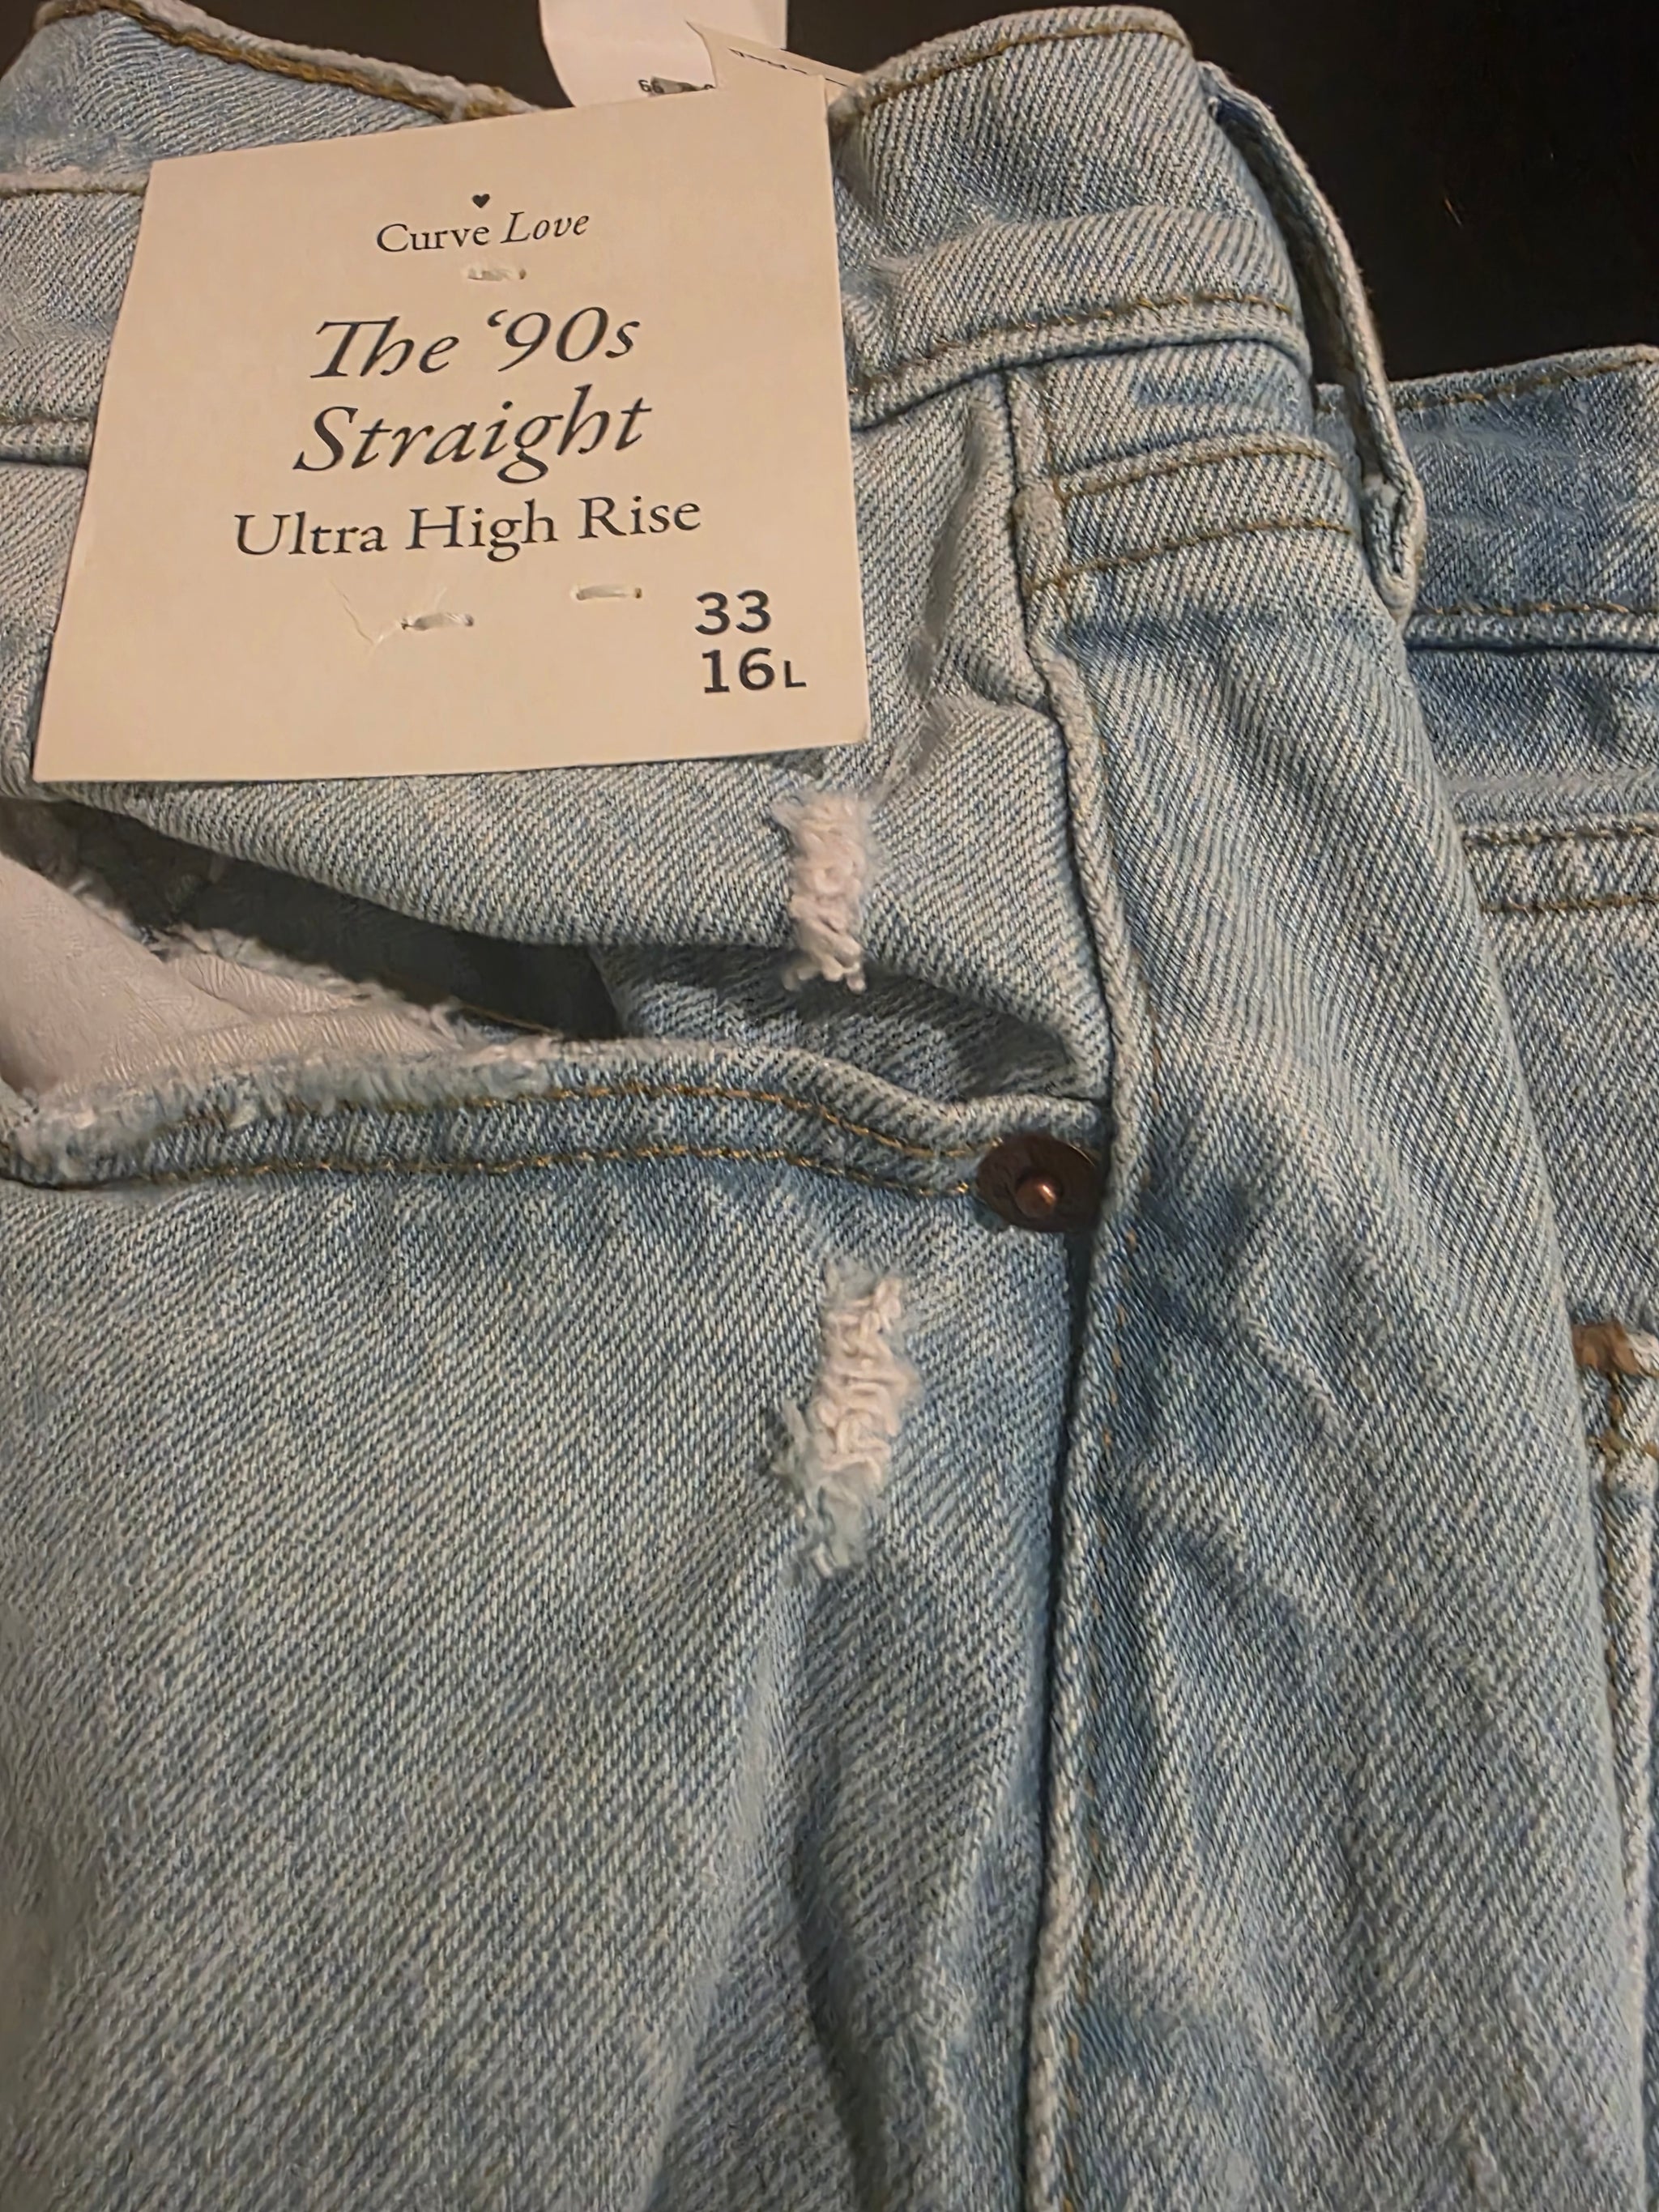 Curve Love
The ‘90s
Straight
Ultra High Rise
33
16L